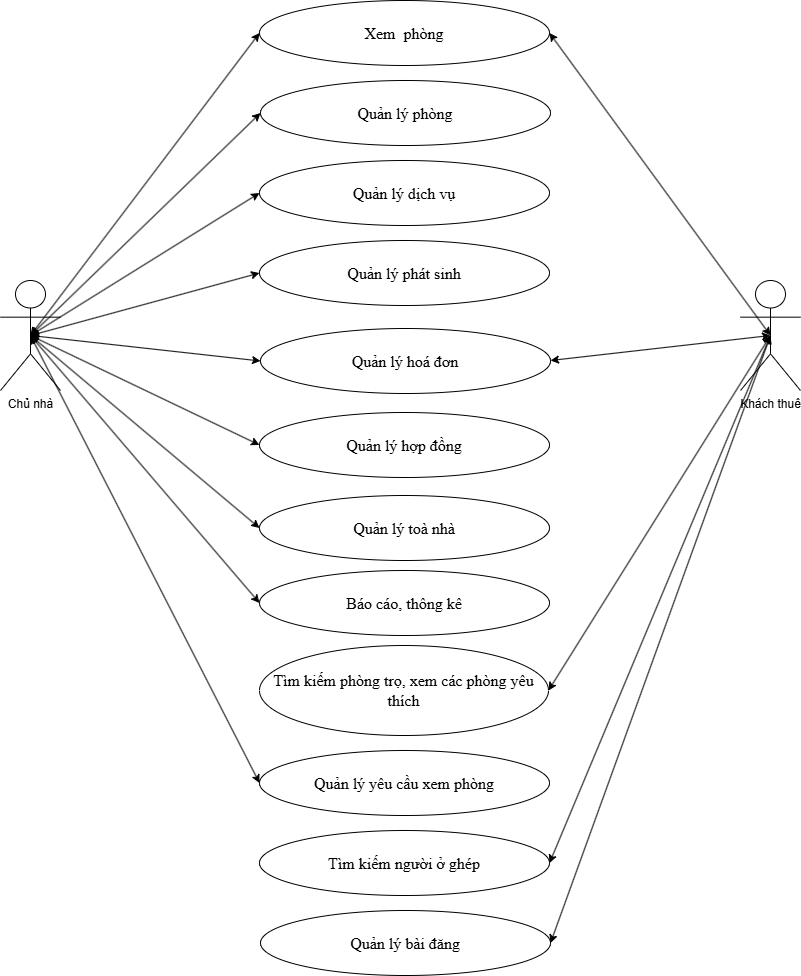 Xem phòng
Quản lý phòng
Quản lý dịch vụ
Quản lý phát sinh
Quản lý hoá đơn
Chủ nhà
Khách thuê
Quản lý hợp đồng
Quản lý toà nhà
Báo cáo, thông kê
Tìm kiếm phòng trọ, xem các phòng yêu
thích
Quản lý yêu cầu xem phòng
Tìm kiếm người ở ghép
Quản lý bài đăng